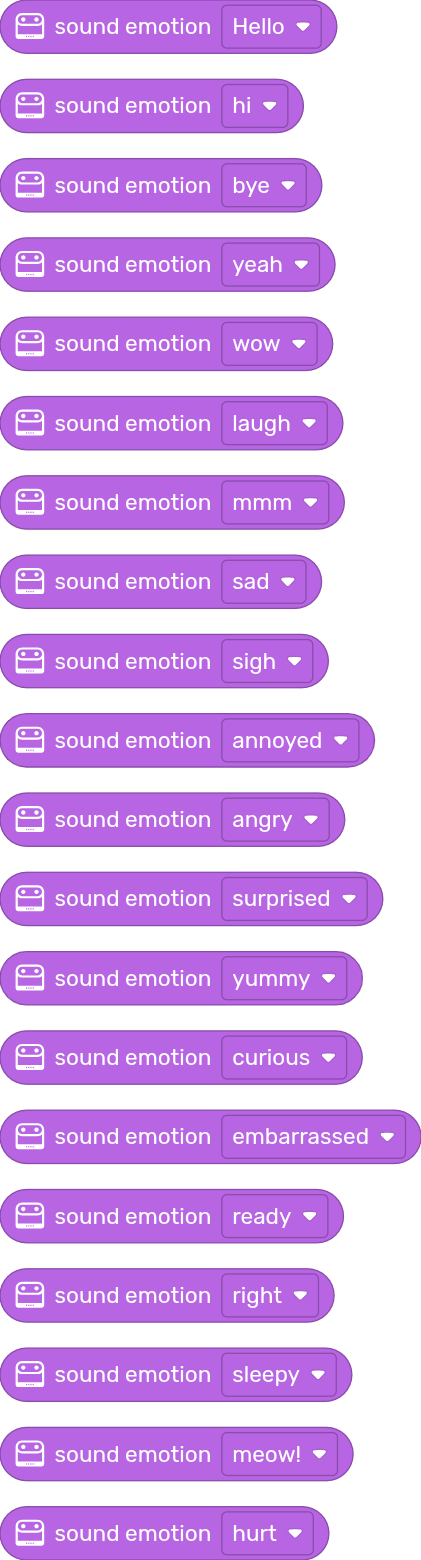 sound emotion Hello
sound emotion hi
sound emotion bye
sound emotion yeah
sound emotion wow
sound emotion laugh
sound emotion mmm
sound emotion sad
sound emotion sigh
sound emotion annoyed
sound emotion angry
sound emotion surprised
sound emotion yummy
sound emotion curious
sound emotion embarrassed
sound emotion ready
sound emotion right
sound emotion sleepy
sound emotion meow!
sound emotion hurt